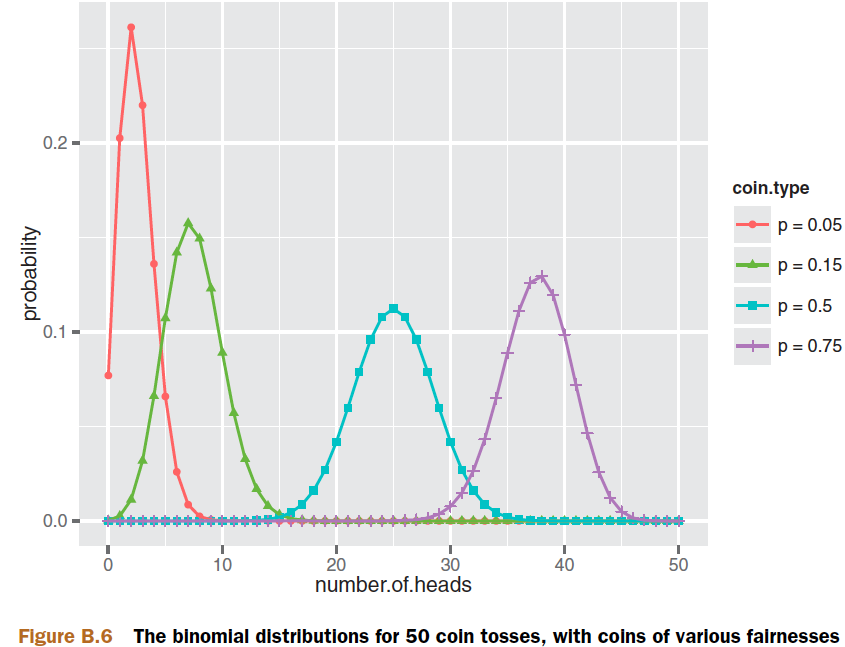 0.2
0.1
0.0
probability
0
10
20
30
40
50
number.of.heads
coin.type
p = 0.05
p = 0.15
p = 0.5
p = 0.75
Figure B.6 The binomial distributions for 50 coin tosses, with coins of various fairnesses